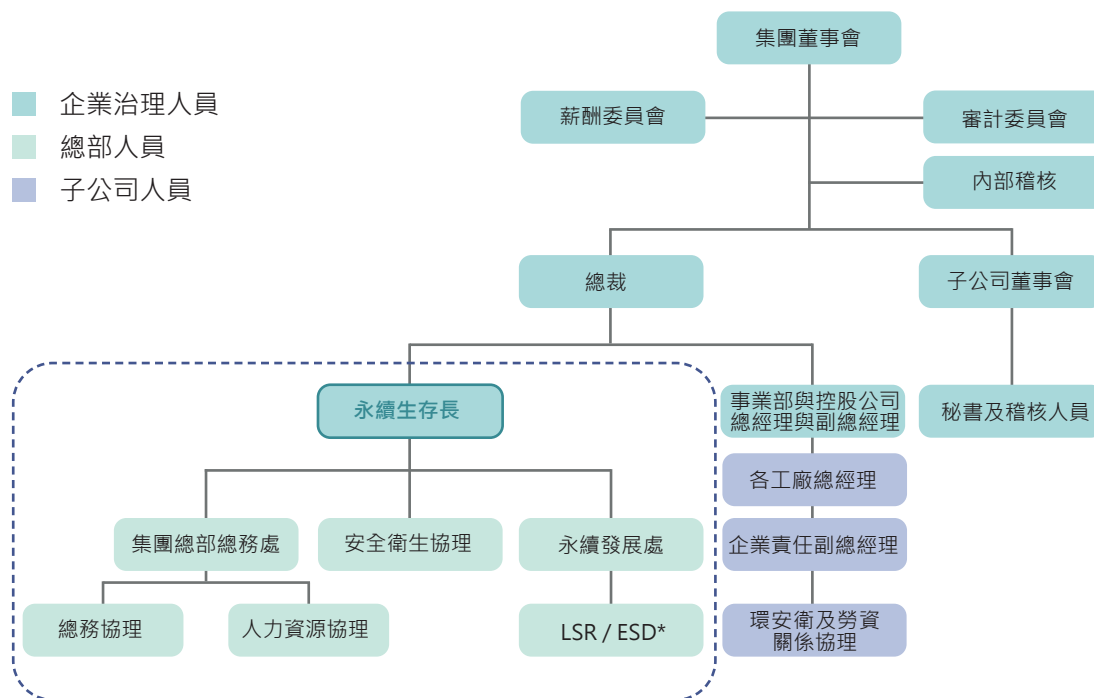 集團董事會
企業治理人員
總部人員
子公司人員
薪酬委員會
審計委員會
內部稽核
總裁
子公司董事會
永續生存長
事業部與控股公司
總經理與副總經理
秘書及稽核人員
各工廠總經理
集團總部總務處
安全衛生協理
永續發展處
企業責任副總經理
總務協理
人力資源協理
LSR / ESD*
環安衛及勞資
關係協理